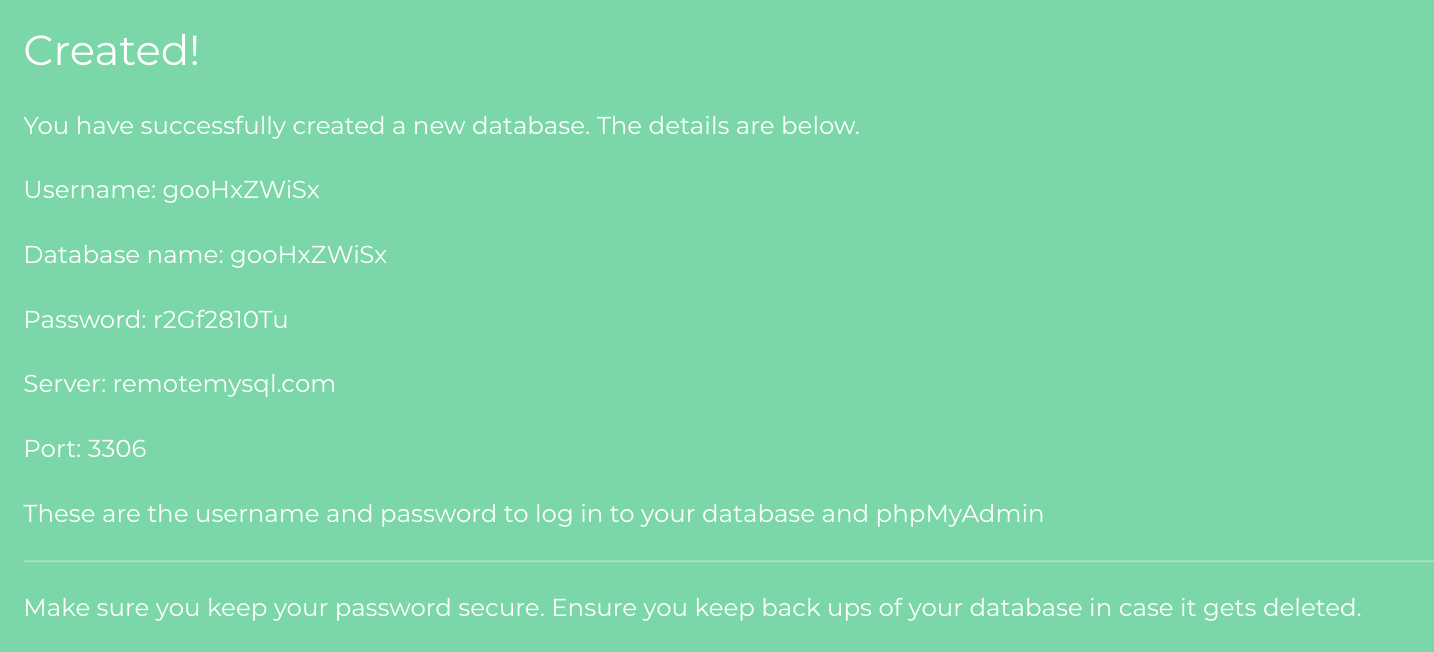 Created!
You have successfully created a new database. The details are below.
Username: gooHxZWiSx
Database name: gooHxZWiSx
Password: r2Gf2810Tu
Server: remotemysql.com
Port: 3306
These are the username and password to log in to your database and phpMyAdmin
Make sure you keep your password secure. Ensure you keep back ups of your database in case it gets deleted.